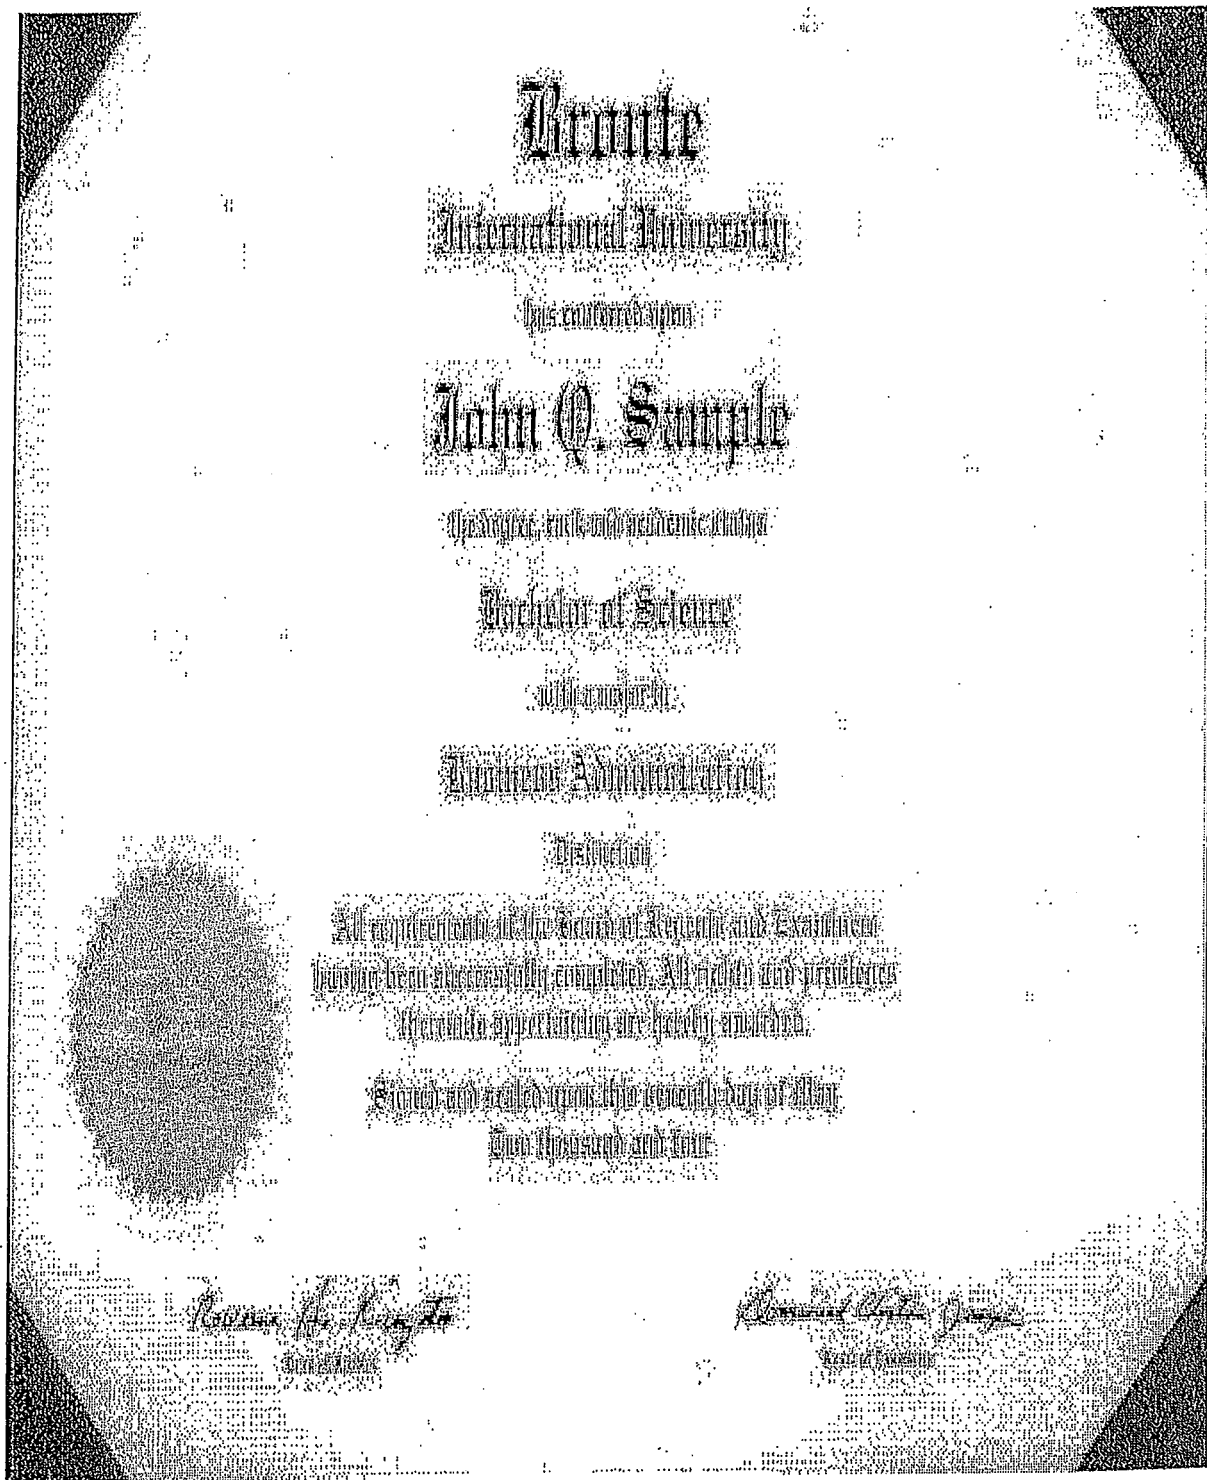 Bronte
International University
has conferred upon
John Q. Sample
the degree, rank, and academic status
Bachelor of Science
with a major in
Business Administration
Distinction
All requirements of the Board of Regents and Examiners
having been successfully completed. All rights and privileges
thereunto appertaining are hereby awarded.
Signed and sealed upon this seventh day of May
Two thousand and four